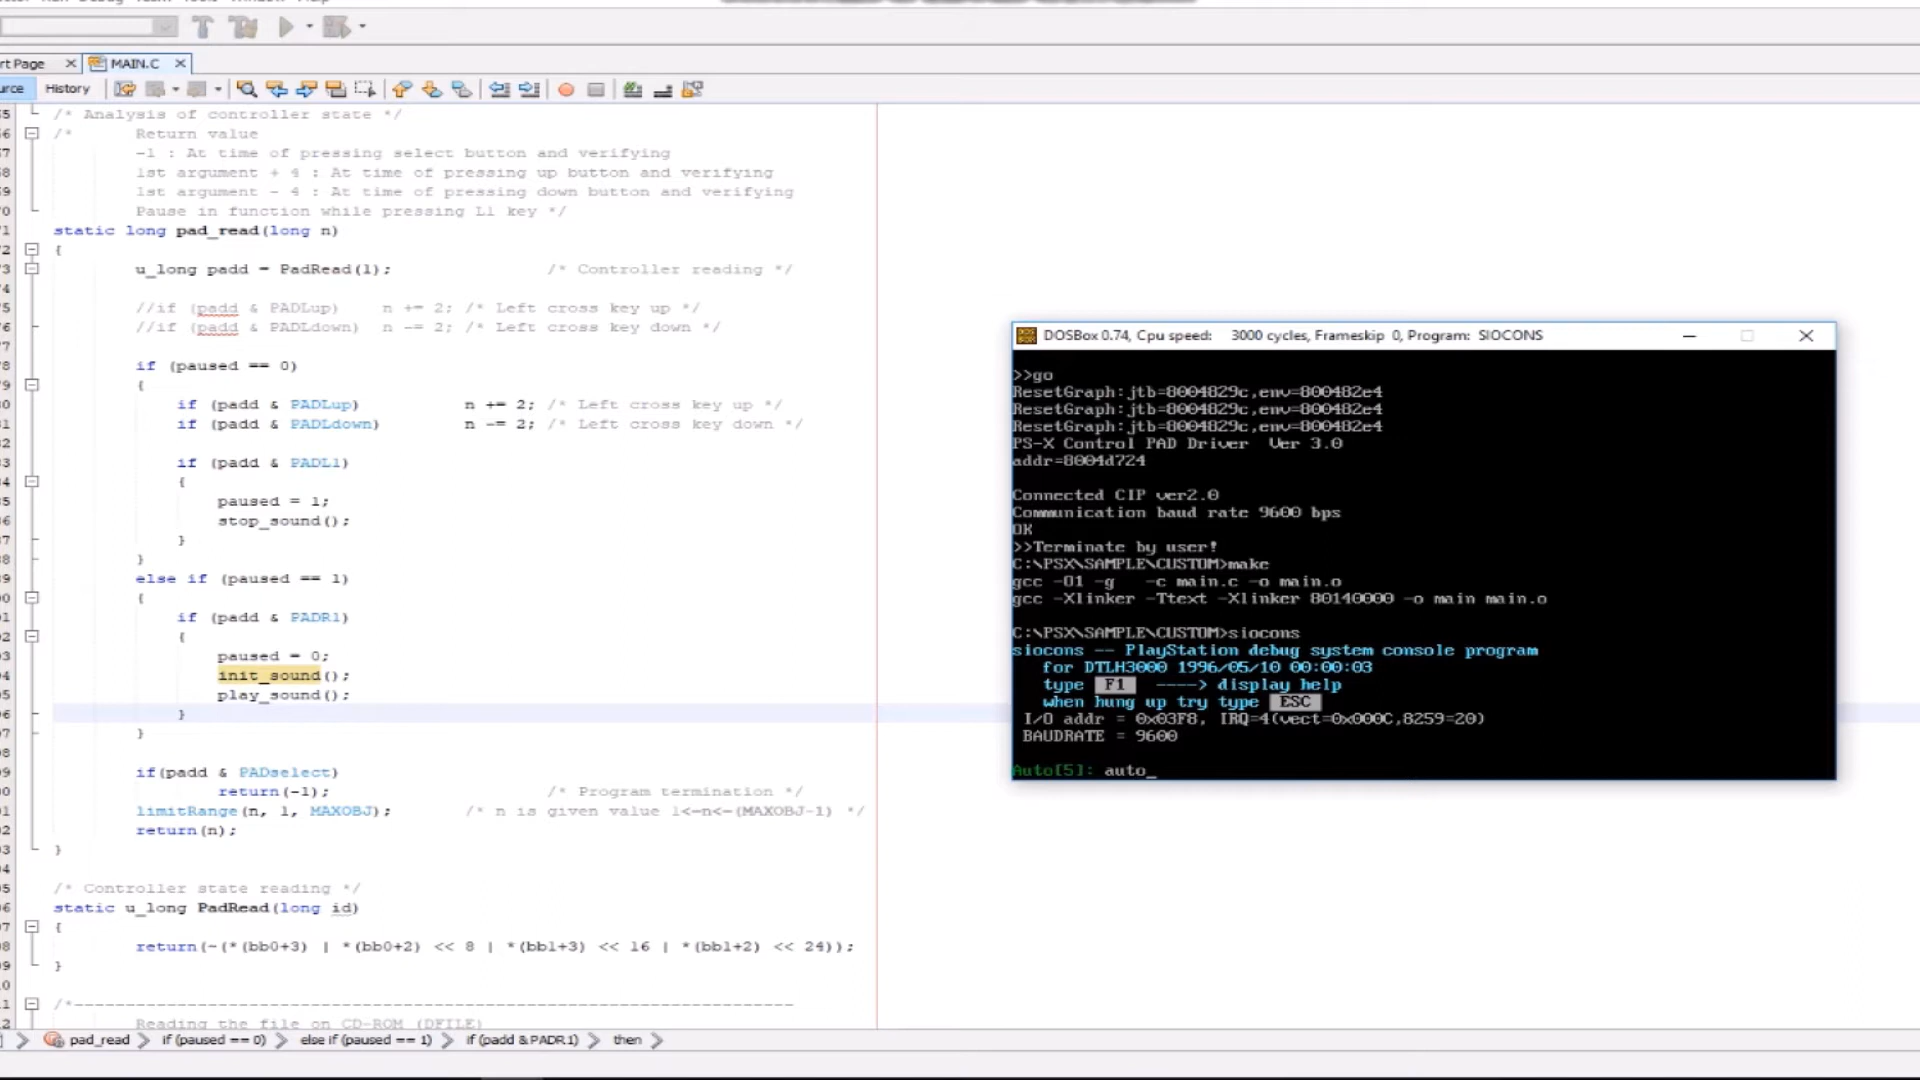 rt Page
MAIN.C
urce
History
/* Analysis of controller state */
/* Return value
-1 : At time of pressing select button and verifying
1st argument + 4 : At time of pressing up button and verifying
1st argument - 4 : At time of pressing down button and verifying
Pause in function while pressing L1 key */
static long pad_read(long n)
{
u_long padd = PadRead(1); /* Controller reading */
//if (padd & PADLup) n += 2; /* Left cross key up */
//if (padd & PADLdown) n -= 2; /* Left cross key down */
if (paused == 0)
{
if (padd & PADLup) n += 2; /* Left cross key up */
if (padd & PADLdown) n -= 2; /* Left cross key down */
if (padd & PADL1)
{
paused = 1;
stop_sound();
}
}
else if (paused == 1)
{
if (padd & PADR1)
{
paused = 0;
init_sound();
play_sound();
}
}
if(padd & PADselect)
return(-1); /* Program termination */
limitRange(n, 1, MAXOBJ); /* n is given value 1<=n<=(MAXOBJ-1) */
return(n);
}
/* Controller state reading */
static u_long PadRead(long id)
{
return(~(*(bb0+3) | *(bb0+2) << 8 | *(bb1+3) << 16 | *(bb1+2) << 24));
}
/*----------------------------------------------------------------------
Reading the file on CD-ROM (DFILE)
pad_read
if (paused == 0)
else if (paused == 1)
if (padd & PADR1)
then
DOSBox 0.74, Cpu speed: 3000 cycles, Frameskip 0, Program: SIOCONS
>>go
ResetGraph:jtb=8004829c,env=800482e4
ResetGraph:jtb=8004829c,env=800482e4
ResetGraph:jtb=8004829c,env=800482e4
PS-X Control PAD Driver Ver 3.0
addr=8004d724
Connected CIP ver2.0
Communication baud rate 9600 bps
OK
>>Terminate by user!
C:\PSX\SAMPLE\CUSTOM>make
gcc -O1 -g -c main.c -o main.o
gcc -Xlinker -Ttext -Xlinker 80140000 -o main main.o
C:\PSX\SAMPLE\CUSTOM>siocons
siocons -- PlayStation debug system console program
for DTLH3000 1996/05/10 00:00:03
type F1 ----> display help
when hung up try type ESC
I/O addr = 0x03F8, IRQ=4(vect=0x000C,8259=20)
BAUDRATE = 9600
Auto[5]: auto_